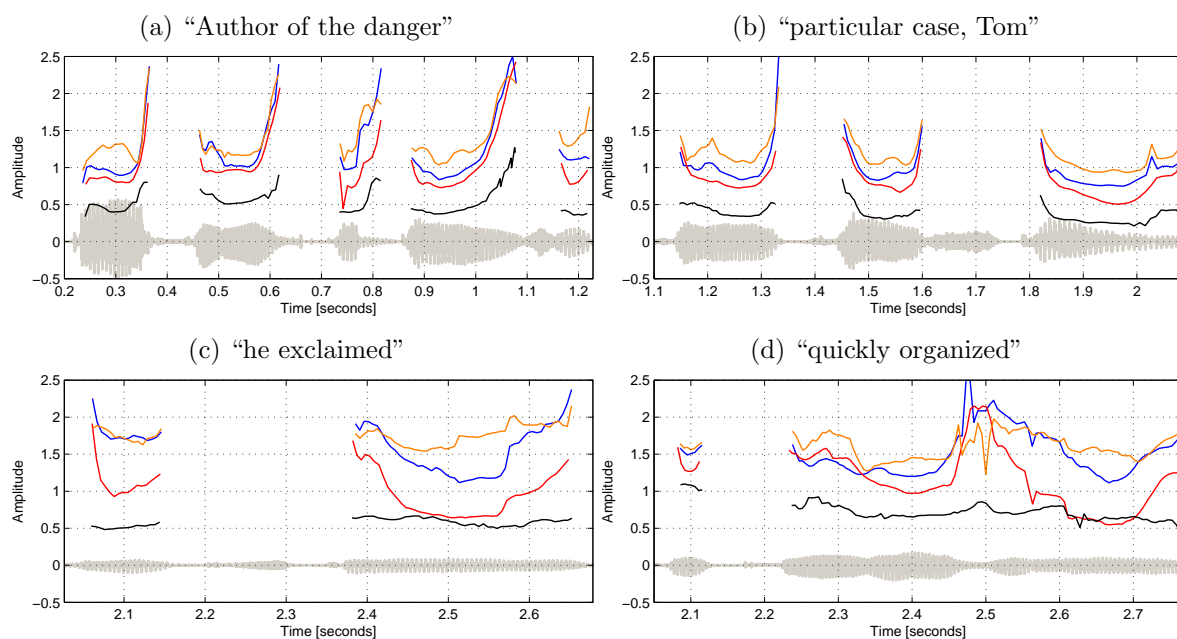 (a) “Author of the danger”
2.5
2
1.5
1
0.5
0
−0.5
Amplitude
0.2 0.3 0.4 0.5 0.6 0.7 0.8 0.9 1 1.1 1.2
Time [seconds]
(b) “particular case, Tom”
2.5
2
1.5
1
0.5
0
−0.5
Amplitude
1.1 1.2 1.3 1.4 1.5 1.6 1.7 1.8 1.9 2
Time [seconds]
(c) “he exclaimed”
2.5
2
1.5
1
0.5
0
−0.5
Amplitude
2.1 2.2 2.3 2.4 2.5 2.6
Time [seconds]
(d) “quickly organized”
2.5
2
1.5
1
0.5
0
−0.5
Amplitude
2.1 2.2 2.3 2.4 2.5 2.6 2.7
Time [seconds]